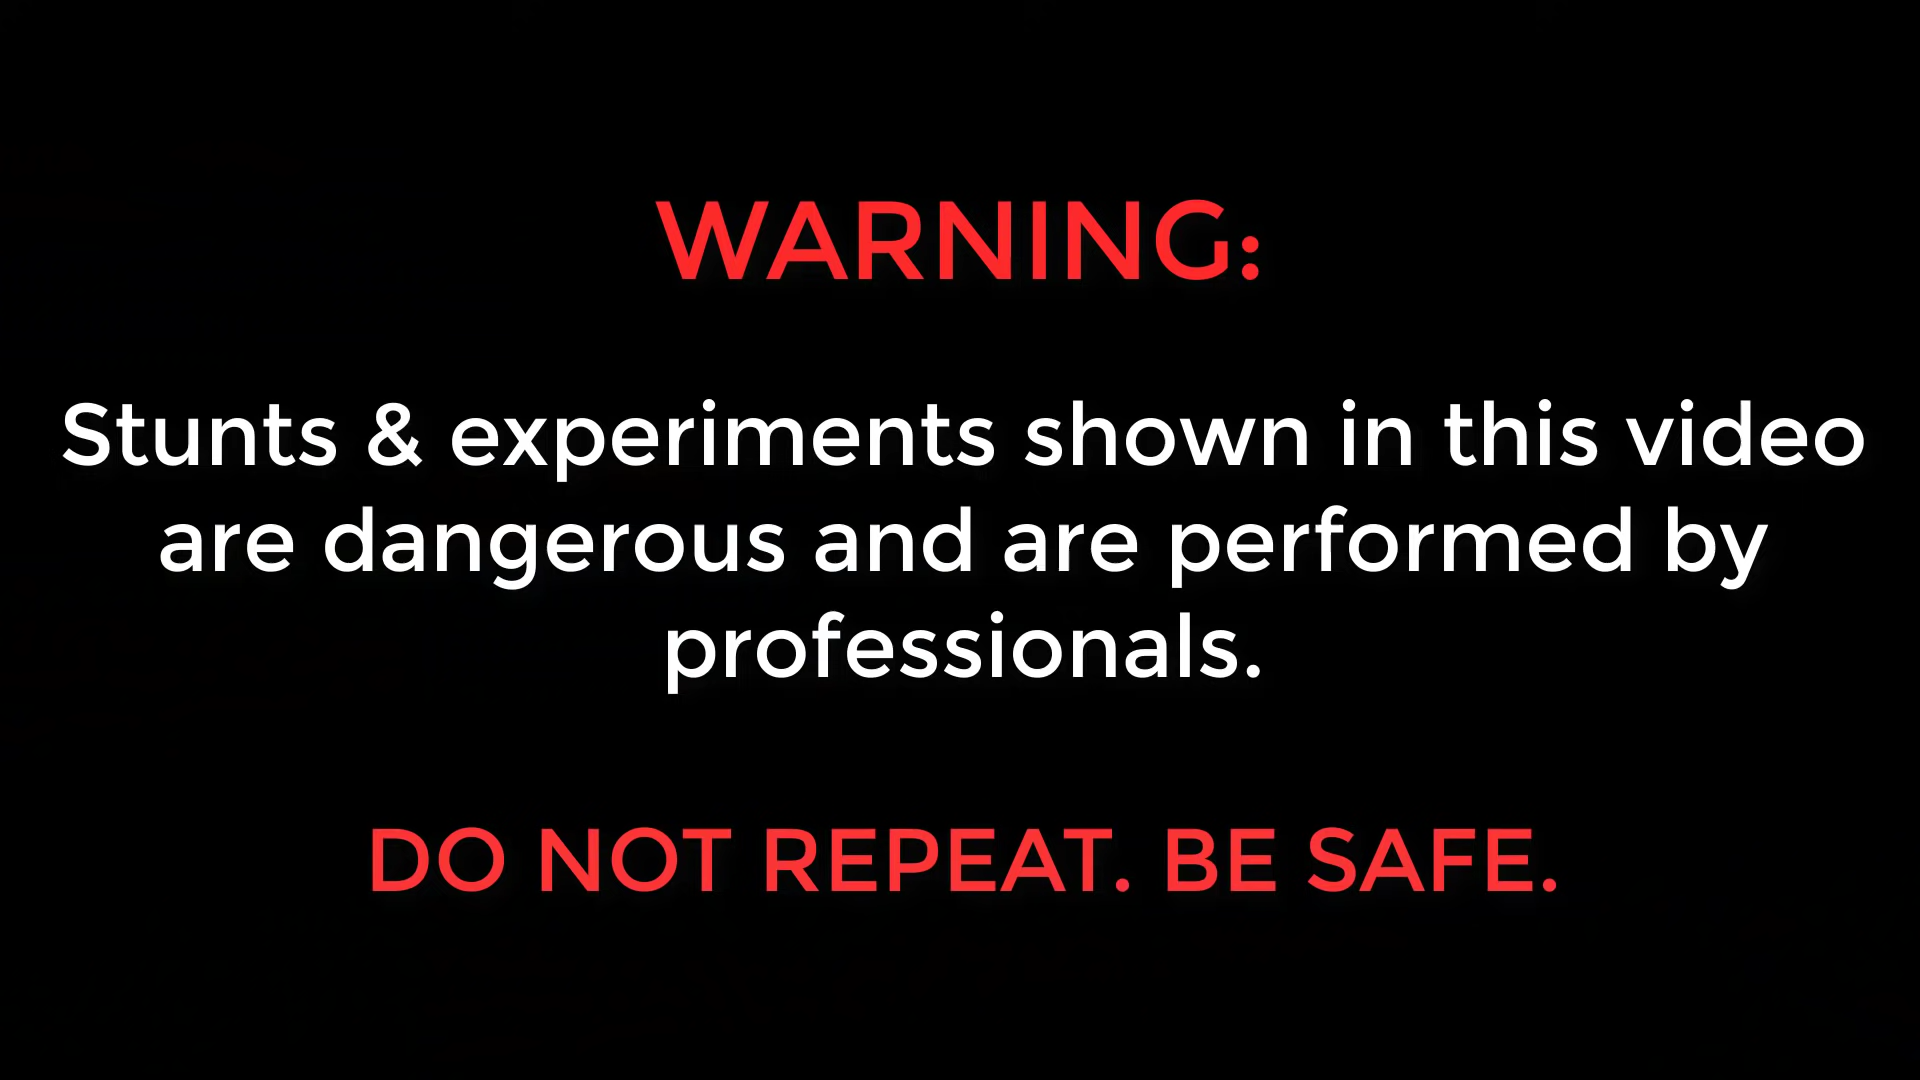 WARNING:
Stunts & experiments shown in this video
are dangerous and are performed by
professionals.
DO NOT REPEAT. BE SAFE.